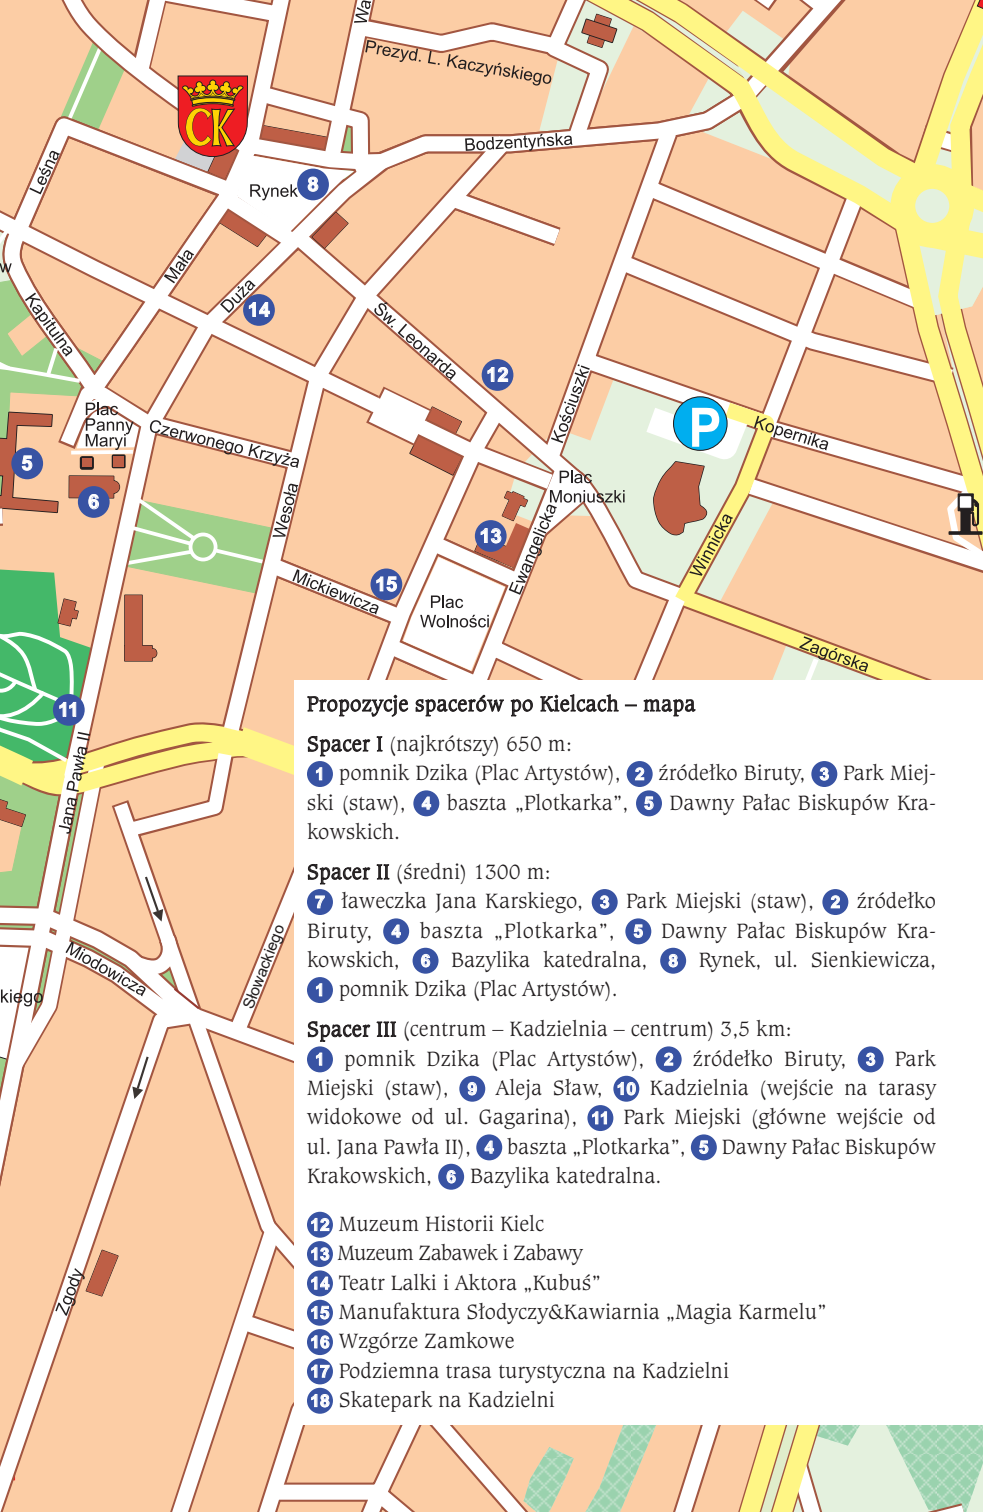 Wa
Prezyd. L. Kaczyńskiego
CK
Bodzentyńska
Leśna
Rynek
8
w
Mała
Duża
14
Kapitulna
Św. Leonarda
12
Kościuszki
P
Kopernika
Plac
Panny
Maryi
Czerwonego Krzyża
5
6
Wesoła
Plac
Moniuszki
13
Ewangelicka
Winnicka
Mickiewicza
15
Plac
Wolności
Zagórska
11
Jana Pawła II
Miodowicza
Słowackiego
kiego
Zgody
Propozycje spacerów po Kielcach – mapa
Spacer I (najkrótszy) 650 m:
1 pomnik Dzika (Plac Artystów), 2 źródełko Biruty, 3 Park Miej-
ski (staw), 4 baszta „Plotkarka”, 5 Dawny Pałac Biskupów Kra-
kowskich.
Spacer II (średni) 1300 m:
7 ławeczka Jana Karskiego, 3 Park Miejski (staw), 2 źródełko
Biruty, 4 baszta „Plotkarka”, 5 Dawny Pałac Biskupów Kra-
kowskich, 6 Bazylika katedralna, 8 Rynek, ul. Sienkiewicza,
1 pomnik Dzika (Plac Artystów).
Spacer III (centrum – Kadzielnia – centrum) 3,5 km:
1 pomnik Dzika (Plac Artystów), 2 źródełko Biruty, 3 Park
Miejski (staw), 9 Aleja Sław, 10 Kadzielnia (wejście na tarasy
widokowe od ul. Gagarina), 11 Park Miejski (główne wejście od
ul. Jana Pawła II), 4 baszta „Plotkarka”, 5 Dawny Pałac Biskupów
Krakowskich, 6 Bazylika katedralna.
12 Muzeum Historii Kielc
13 Muzeum Zabawek i Zabawy
14 Teatr Lalki i Aktora „Kubuś”
15 Manufaktura Słodyczy&Kawiarnia „Magia Karmelu”
16 Wzgórze Zamkowe
17 Podziemna trasa turystyczna na Kadzielni
18 Skatepark na Kadzielni